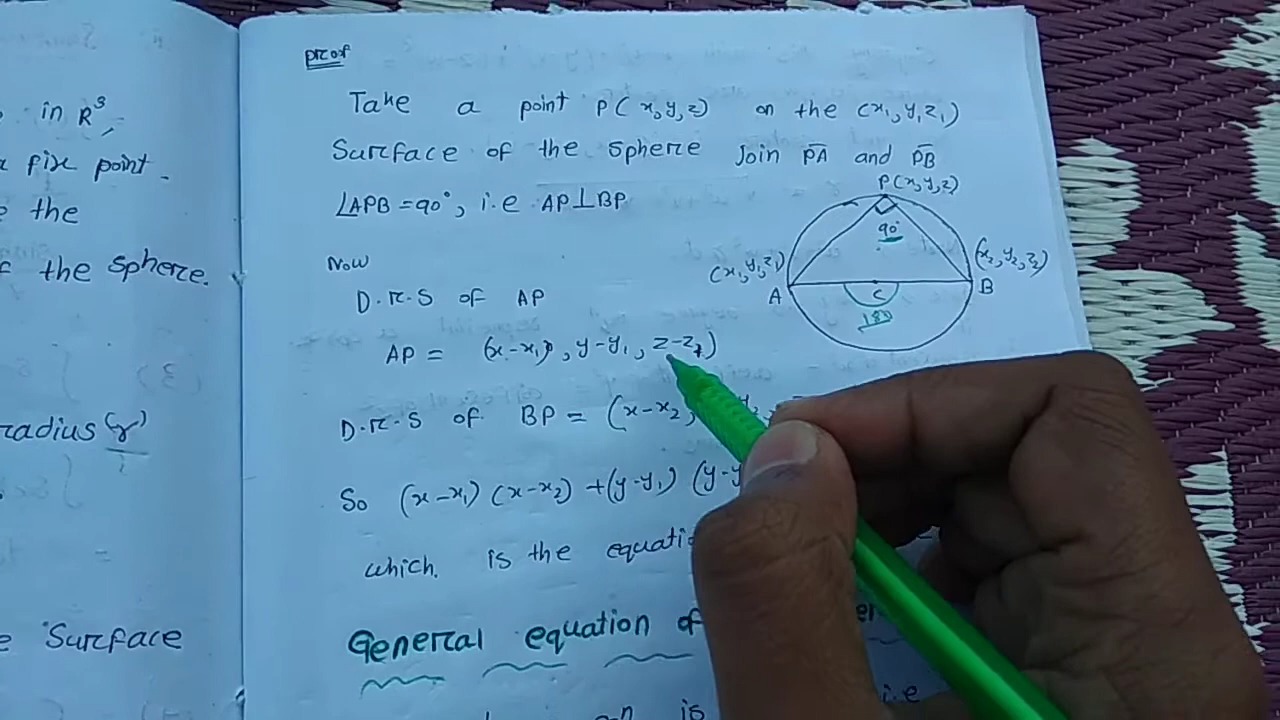 in R³,
fix point.
the
f the sphere.
radius (r)
e Surface
Proof
Take a point P(x,y,z) on the (x₁,y₁,z₁)
Surface of the sphere Join P̅A̅ and P̅B̅
∠APB = 90°, i.e AP⊥BP
P(x,y,z)
90°
(x₁,y₁,z₁)
(x₂,y₂,z₂)
A
C
B
180
Now
D.R.S of AP
AP = (x-x₁), y-y₁, z-z₁)
D.R.S of BP = (x-x₂,
So (x-x₁) (x-x₂) +(y-y₁) (y-y
which. is the equati
General equation of
is
i.e